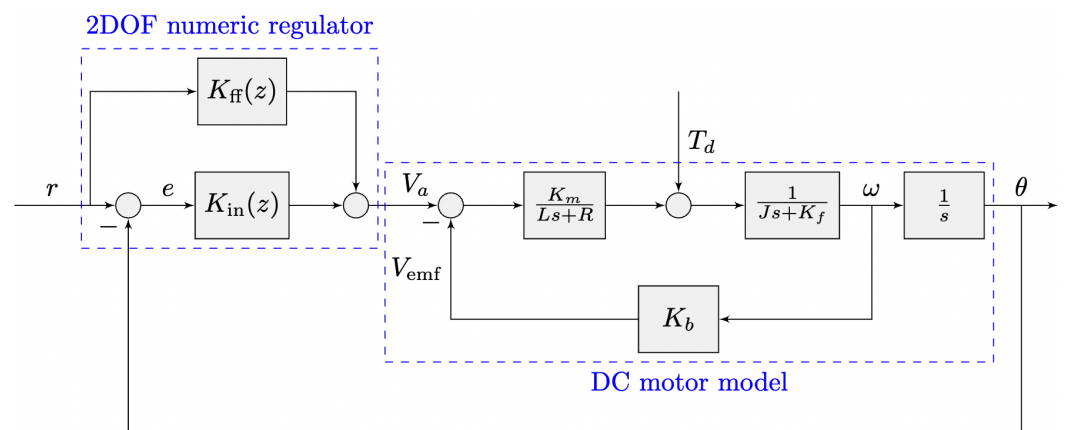 2DOF numeric regulator
K_ff(z)
T_d
r
e
K_in(z)
V_a
K_m/(Ls+R)
1/(Js+K_f)
ω
1/s
θ
−
−
V_emf
K_b
DC motor model